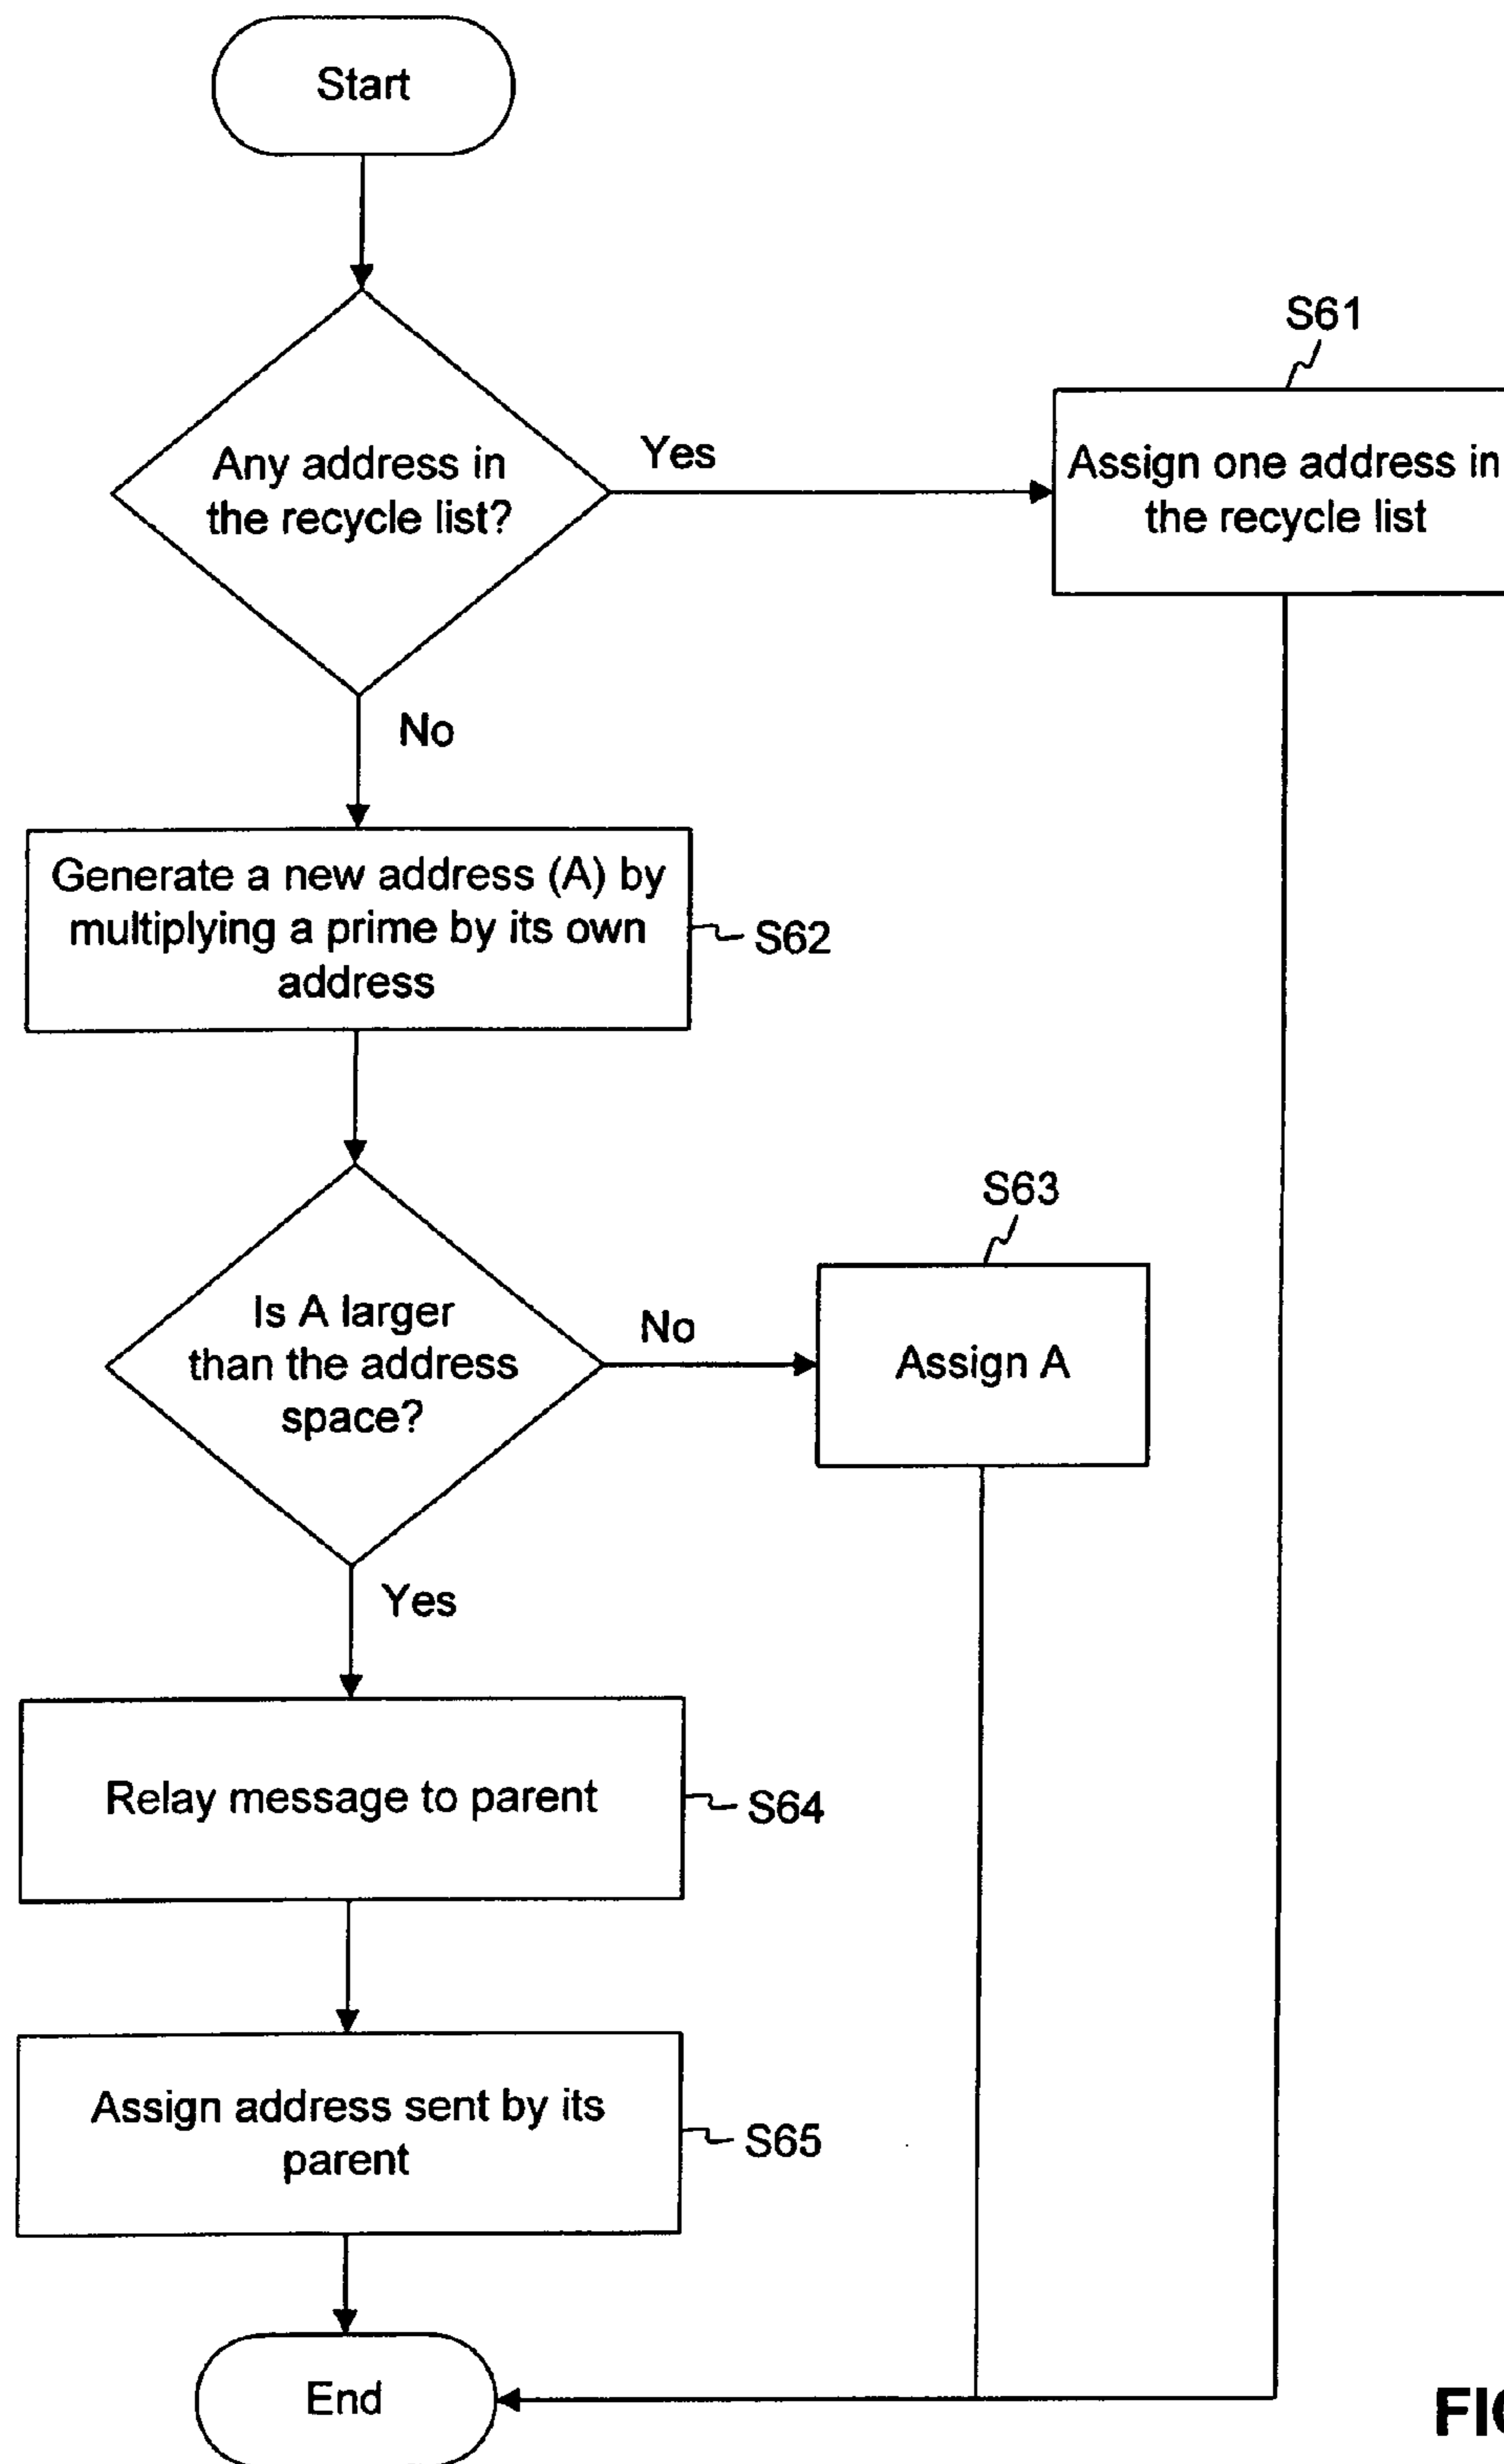 Start
Any address in
the recycle list?
Yes
S61
Assign one address in
the recycle list
No
Generate a new address (A) by
multiplying a prime by its own
address
S62
Is A larger
than the address
space?
No
S63
Assign A
Yes
Relay message to parent
S64
Assign address sent by its
parent
S65
End